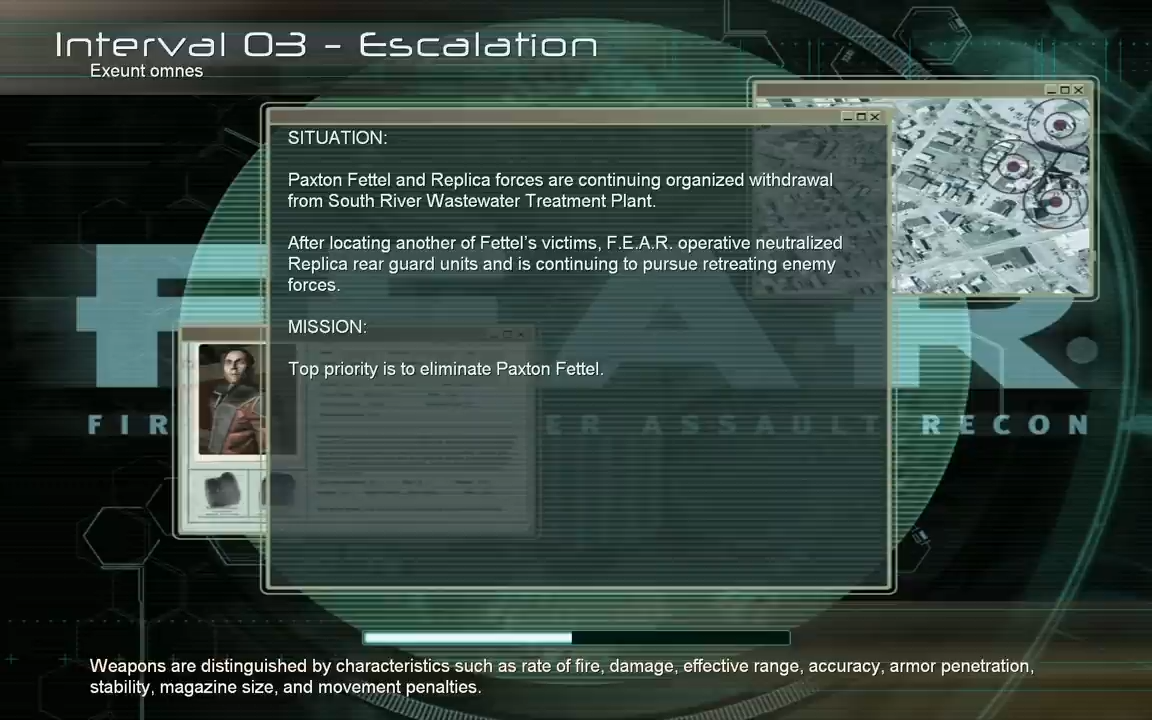 Interval 03 - Escalation
Exeunt omnes
SITUATION:
Paxton Fettel and Replica forces are continuing organized withdrawal
from South River Wastewater Treatment Plant.
After locating another of Fettel's victims, F.E.A.R. operative neutralized
Replica rear guard units and is continuing to pursue retreating enemy
forces.
MISSION:
Top priority is to eliminate Paxton Fettel.
F.E.A.R.
FIR ER ASSAULT RECON
Weapons are distinguished by characteristics such as rate of fire, damage, effective range, accuracy, armor penetration,
stability, magazine size, and movement penalties.